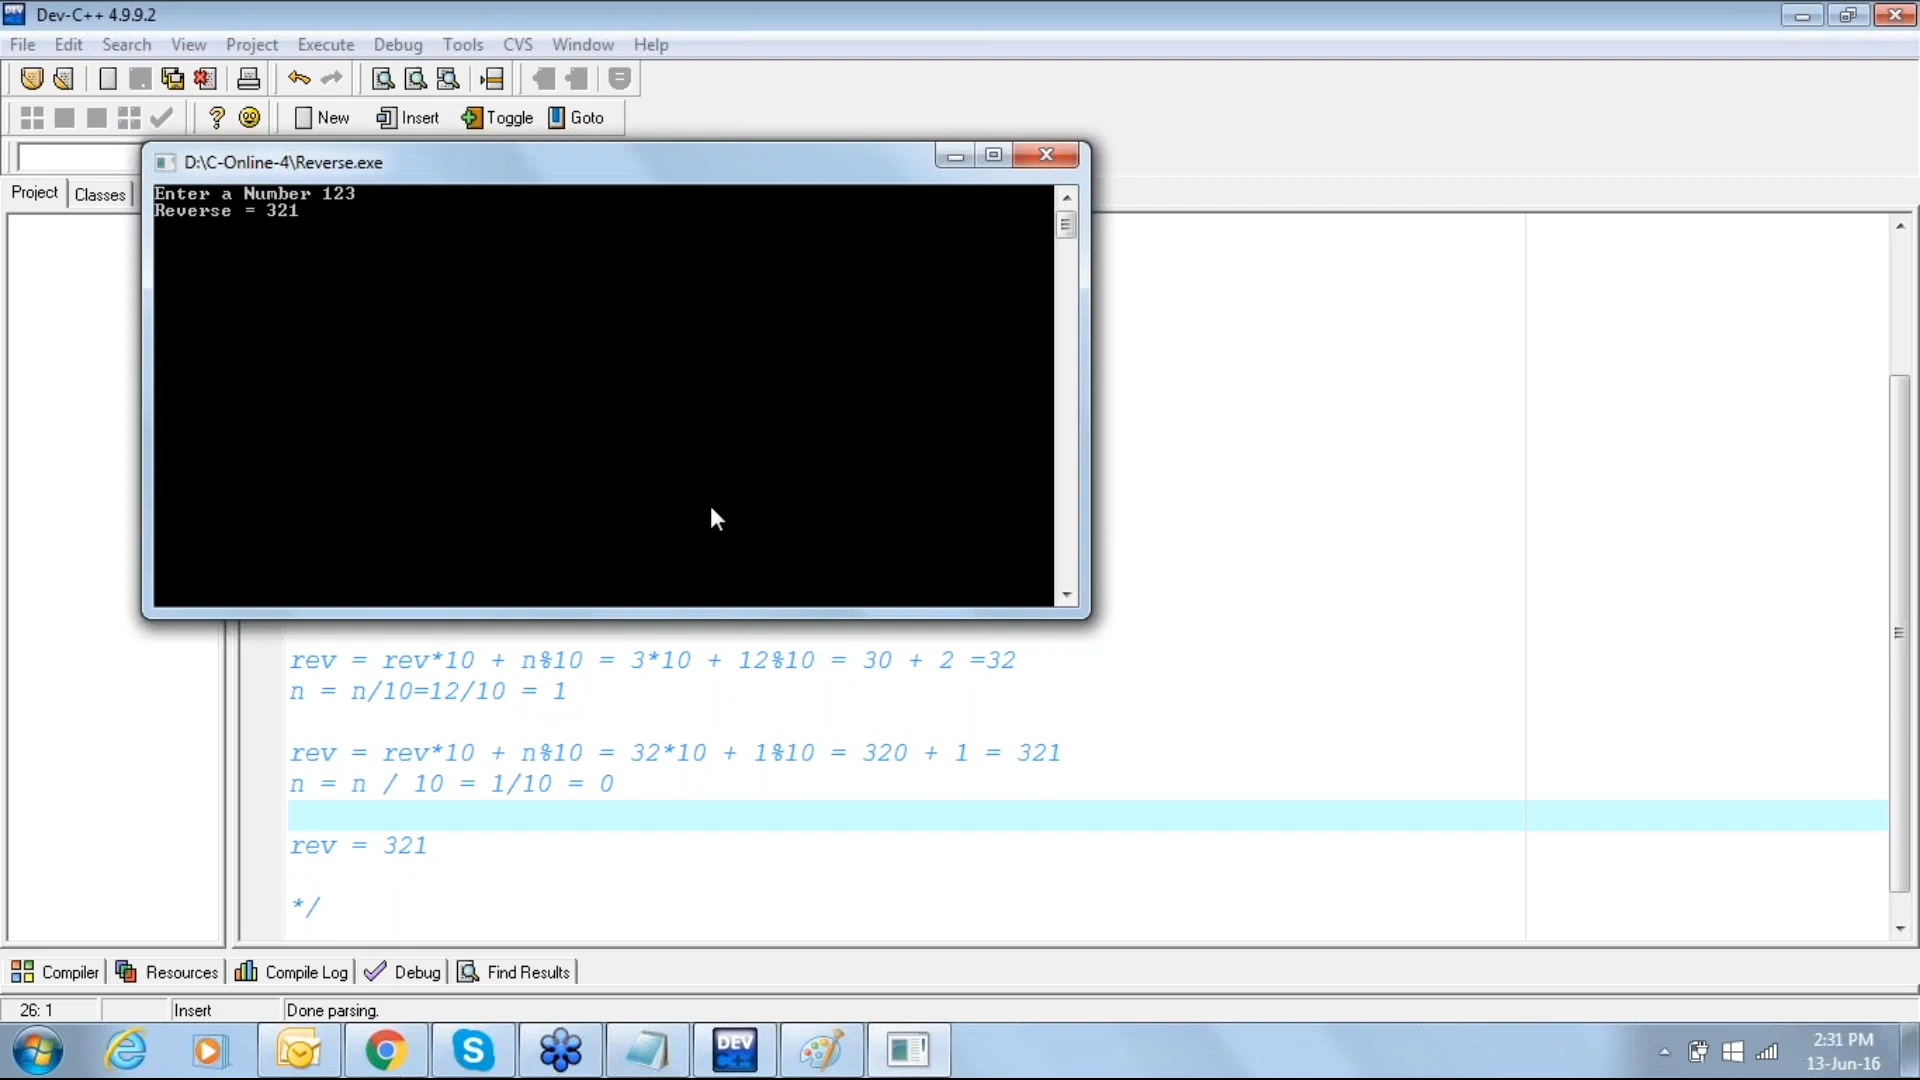 Dev-C++ 4.9.9.2
File Edit Search View Project Execute Debug Tools CVS Window Help
New Insert Toggle Goto
D:\C-Online-4\Reverse.exe
Project Classes
Enter a Number 123
Reverse = 321
rev = rev*10 + n%10 = 3*10 + 12%10 = 30 + 2 =32
n = n/10=12/10 = 1
rev = rev*10 + n%10 = 32*10 + 1%10 = 320 + 1 = 321
n = n / 10 = 1/10 = 0
rev = 321
*/
Compiler Resources Compile Log Debug Find Results
26: 1 Insert Done parsing.
DEV C++
2:31 PM
13-Jun-16